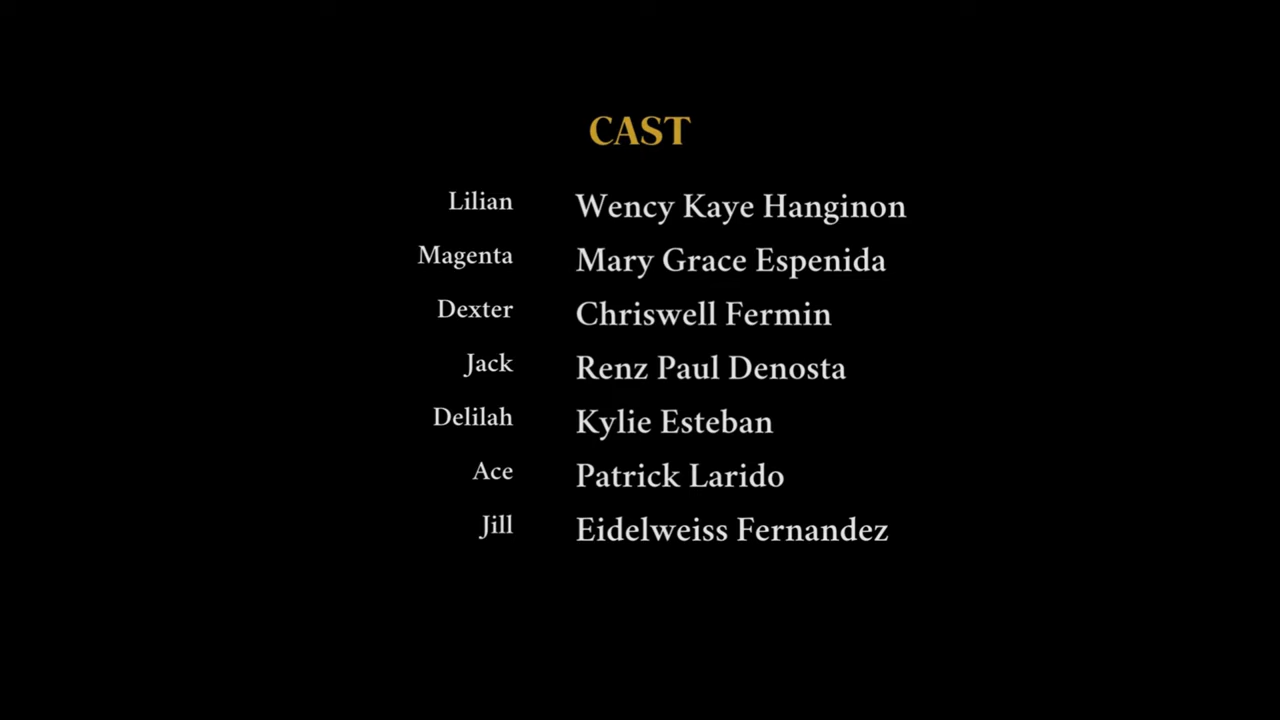 CAST
Lilian Wency Kaye Hanginon
Magenta Mary Grace Espenida
Dexter Chriswell Fermin
Jack Renz Paul Denosta
Delilah Kylie Esteban
Ace Patrick Larido
Jill Eidelweiss Fernandez